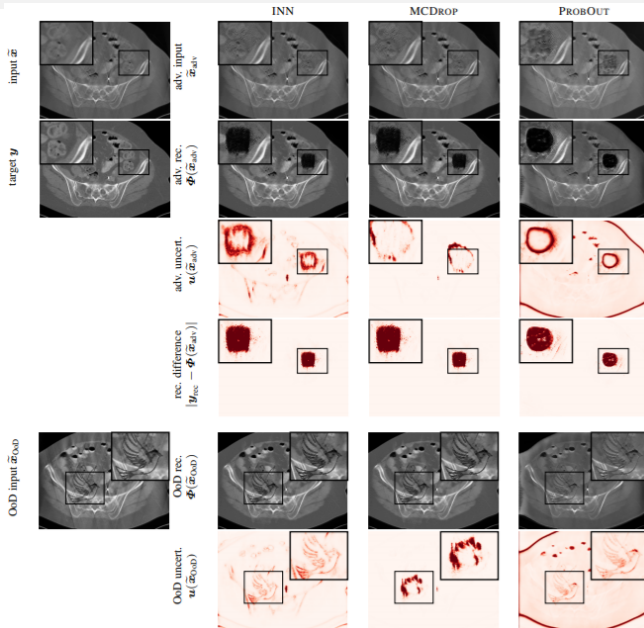 INN MCDROP PROBOUT
input x̃
adv. input
x̃adv
target y
adv. rec.
Φ(x̃adv)
adv. uncert.
u(x̃adv)
rec. difference
|yrec − Φ(x̃adv)|
OoD input x̃OoD
OoD rec.
Φ(x̃OoD)
OoD uncert.
u(x̃OoD)